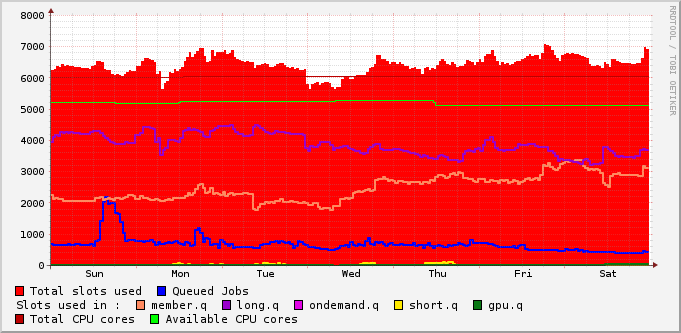 RRDTOOL / TOBI OETIKER
8000
7000
6000
5000
4000
3000
2000
1000
0
Sun Mon Tue Wed Thu Fri Sat
Total slots used Queued Jobs
Slots used in : member.q long.q ondemand.q short.q gpu.q
Total CPU cores Available CPU cores